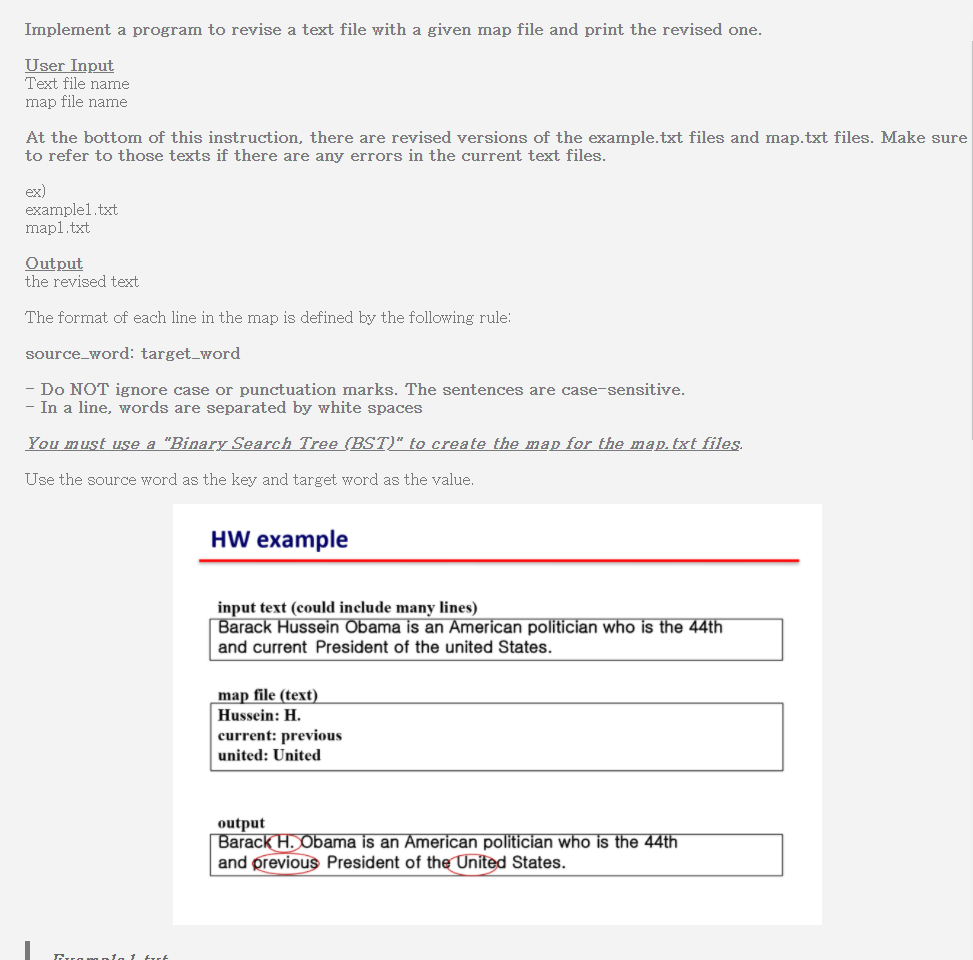 Implement a program to revise a text file with a given map file and print the revised one.
User Input
Text file name
map file name
At the bottom of this instruction, there are revised versions of the example.txt files and map.txt files. Make sure
to refer to those texts if there are any errors in the current text files.
ex)
example1.txt
map1.txt
Output
the revised text
The format of each line in the map is defined by the following rule:
source_word: target_word
- Do NOT ignore case or punctuation marks. The sentences are case-sensitive.
- In a line, words are separated by white spaces
You must use a "Binary Search Tree (BST)" to create the map for the map.txt files.
Use the source word as the key and target word as the value.
HW example
input text (could include many lines)
Barack Hussein Obama is an American politician who is the 44th
and current President of the united States.
map file (text)
Hussein: H.
current: previous
united: United
output
Barack H. Obama is an American politician who is the 44th
and previous President of the United States.
Example1.txt